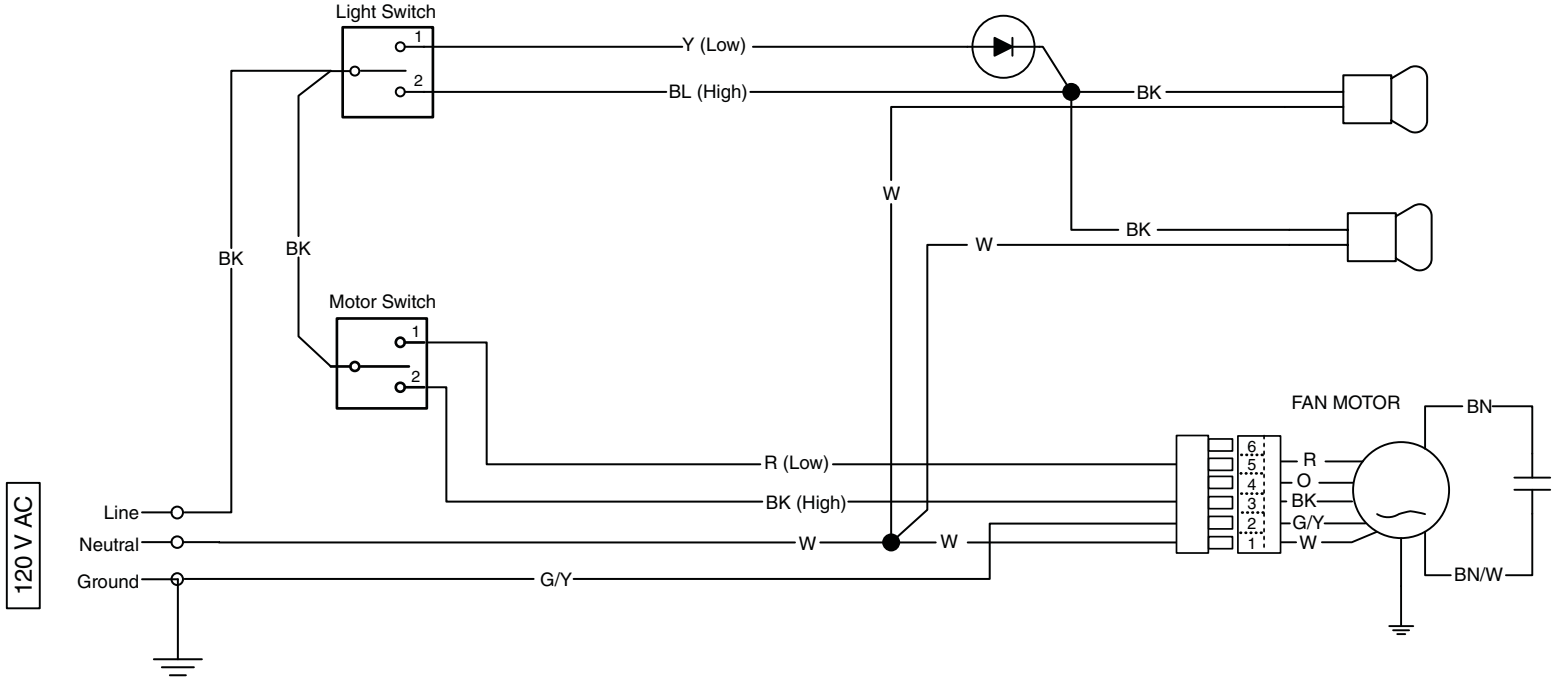 Light Switch
1
Y (Low)
2
BL (High)
BK
W
BK
W
BK
BK
Motor Switch
1
2
FAN MOTOR
BN
R (Low)
BK (High)
6
5
4
3
2
1
R
O
BK
G/Y
W
120 V AC
Line
Neutral
W
W
Ground
G/Y
BN/W